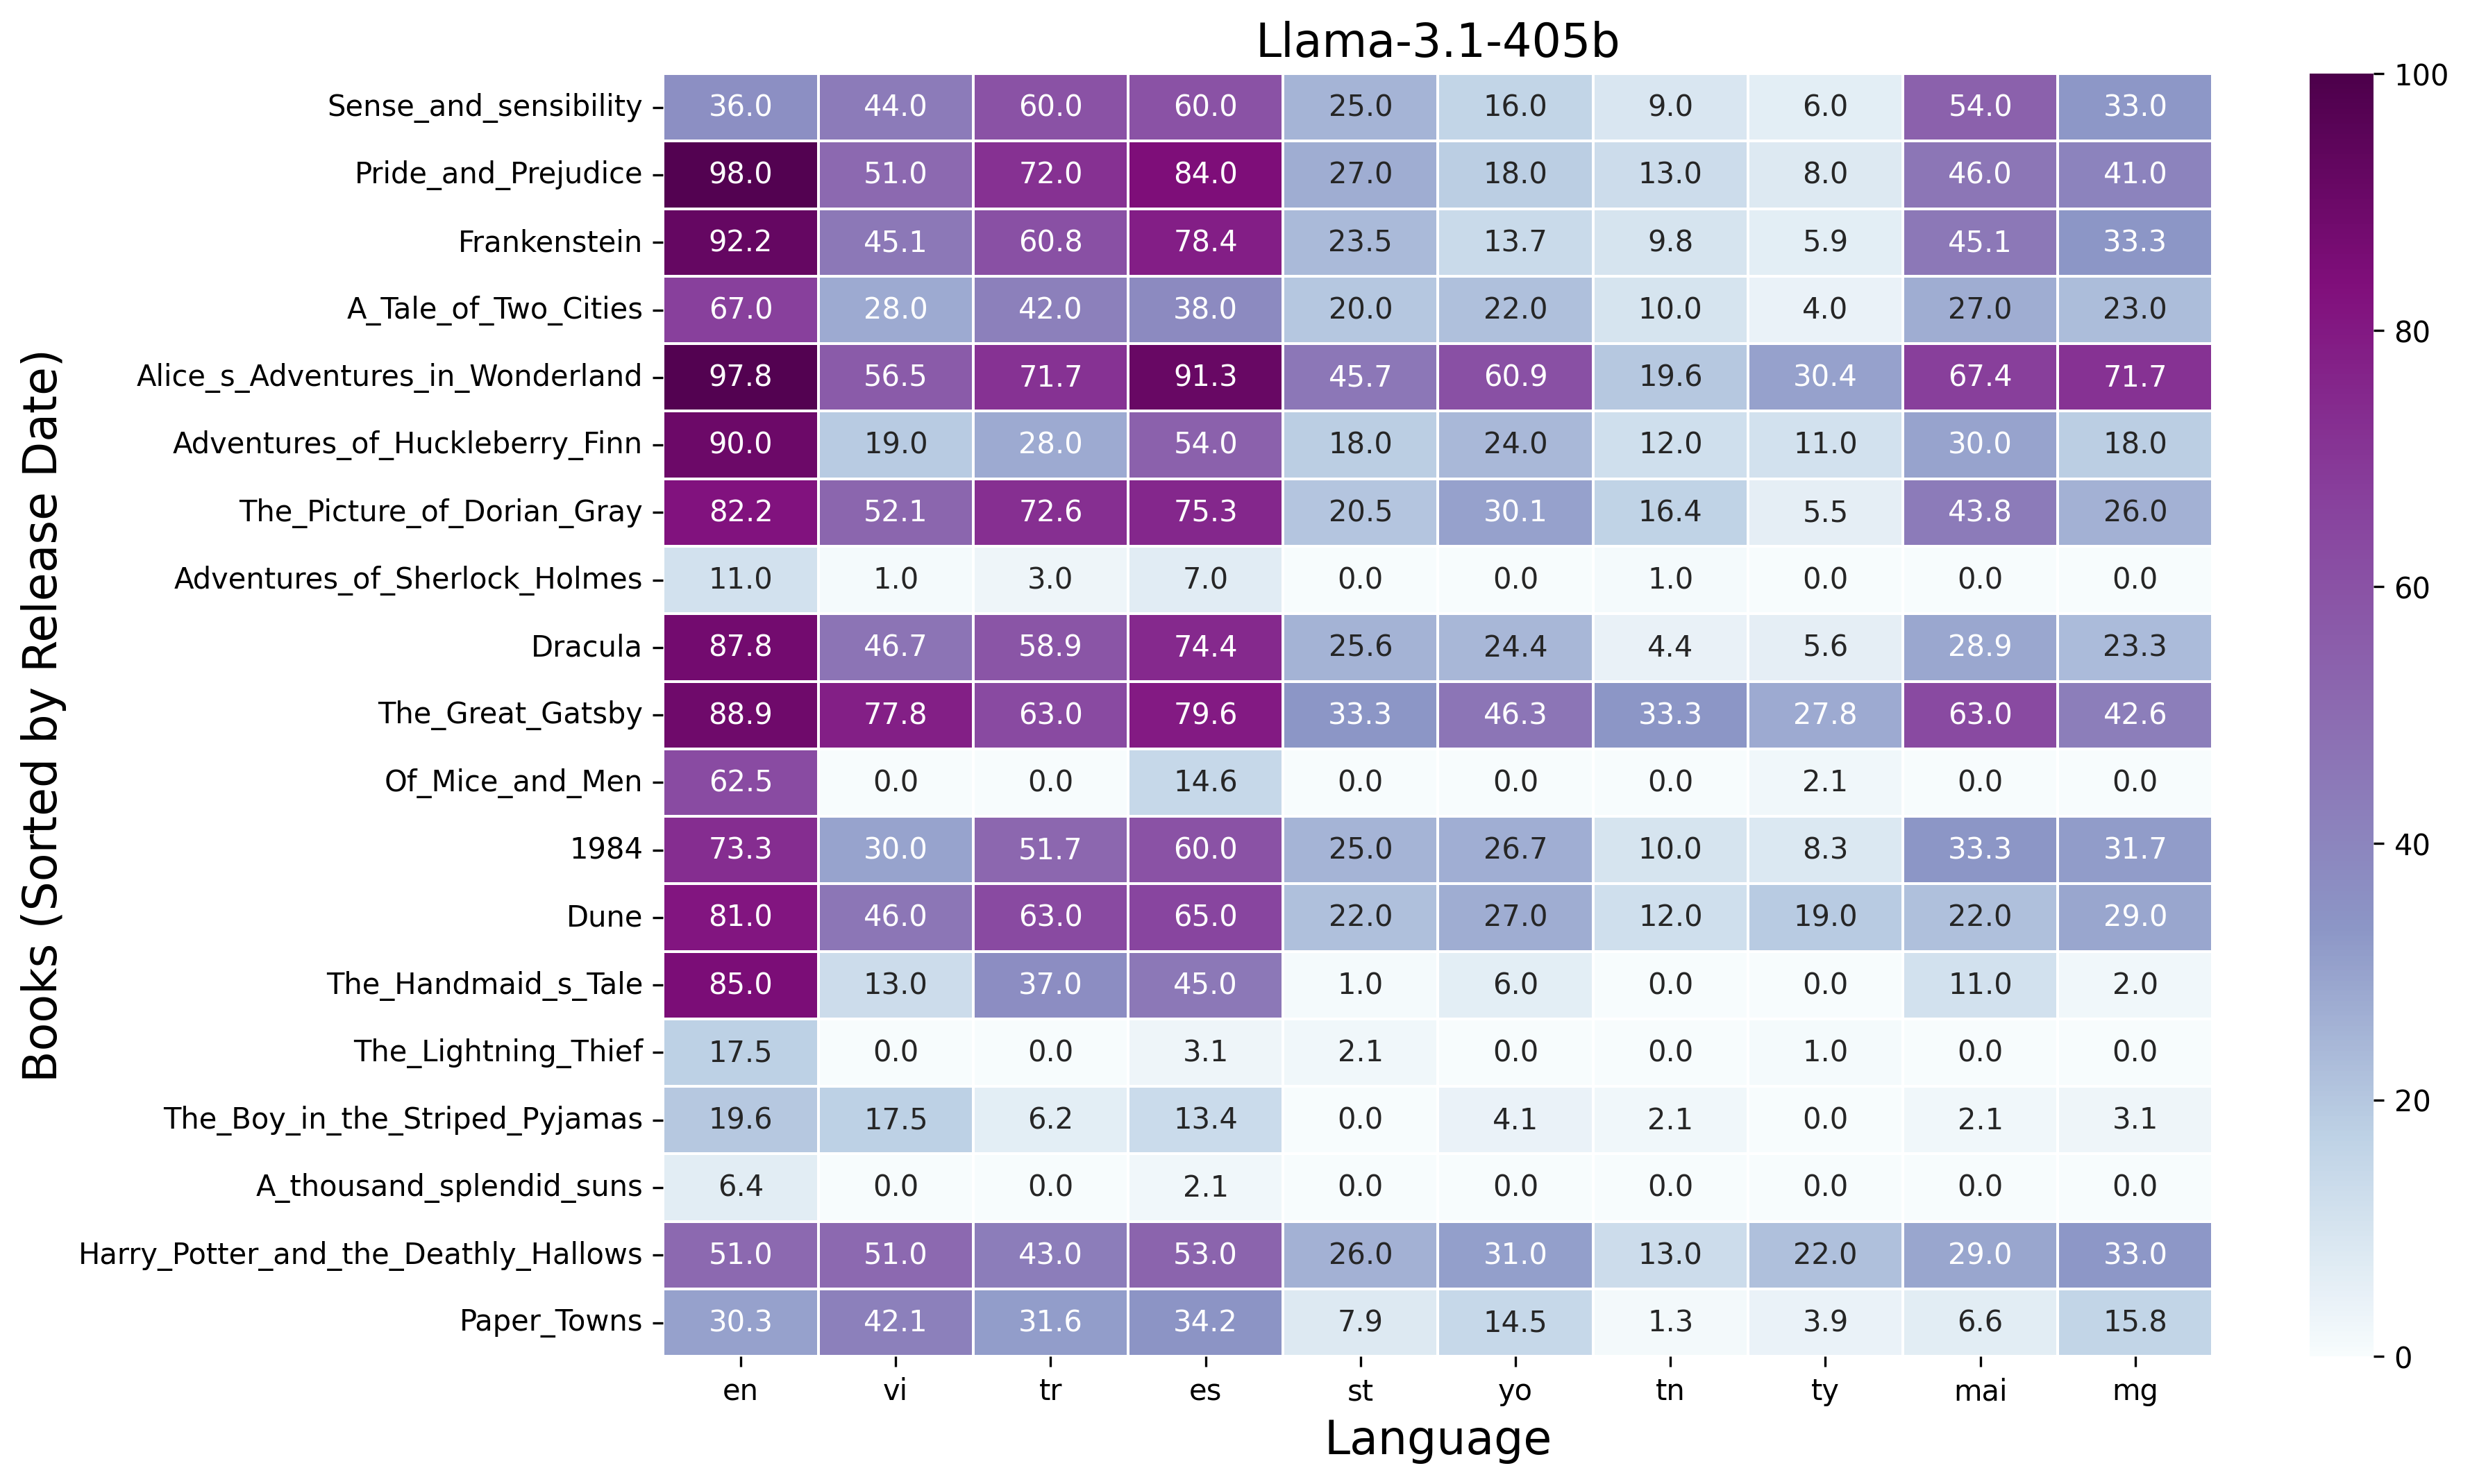 Llama-3.1-405b
Books (Sorted by Release Date)
Sense_and_sensibility 36.0 44.0 60.0 60.0 25.0 16.0 9.0 6.0 54.0 33.0
Pride_and_Prejudice 98.0 51.0 72.0 84.0 27.0 18.0 13.0 8.0 46.0 41.0
Frankenstein 92.2 45.1 60.8 78.4 23.5 13.7 9.8 5.9 45.1 33.3
A_Tale_of_Two_Cities 67.0 28.0 42.0 38.0 20.0 22.0 10.0 4.0 27.0 23.0
Alice_s_Adventures_in_Wonderland 97.8 56.5 71.7 91.3 45.7 60.9 19.6 30.4 67.4 71.7
Adventures_of_Huckleberry_Finn 90.0 19.0 28.0 54.0 18.0 24.0 12.0 11.0 30.0 18.0
The_Picture_of_Dorian_Gray 82.2 52.1 72.6 75.3 20.5 30.1 16.4 5.5 43.8 26.0
Adventures_of_Sherlock_Holmes 11.0 1.0 3.0 7.0 0.0 0.0 1.0 0.0 0.0 0.0
Dracula 87.8 46.7 58.9 74.4 25.6 24.4 4.4 5.6 28.9 23.3
The_Great_Gatsby 88.9 77.8 63.0 79.6 33.3 46.3 33.3 27.8 63.0 42.6
Of_Mice_and_Men 62.5 0.0 0.0 14.6 0.0 0.0 0.0 2.1 0.0 0.0
1984 73.3 30.0 51.7 60.0 25.0 26.7 10.0 8.3 33.3 31.7
Dune 81.0 46.0 63.0 65.0 22.0 27.0 12.0 19.0 22.0 29.0
The_Handmaid_s_Tale 85.0 13.0 37.0 45.0 1.0 6.0 0.0 0.0 11.0 2.0
The_Lightning_Thief 17.5 0.0 0.0 3.1 2.1 0.0 0.0 1.0 0.0 0.0
The_Boy_in_the_Striped_Pyjamas 19.6 17.5 6.2 13.4 0.0 4.1 2.1 0.0 2.1 3.1
A_thousand_splendid_suns 6.4 0.0 0.0 2.1 0.0 0.0 0.0 0.0 0.0 0.0
Harry_Potter_and_the_Deathly_Hallows 51.0 51.0 43.0 53.0 26.0 31.0 13.0 22.0 29.0 33.0
Paper_Towns 30.3 42.1 31.6 34.2 7.9 14.5 1.3 3.9 6.6 15.8
en vi tr es st yo tn ty mai mg
Language
100
80
60
40
20
0